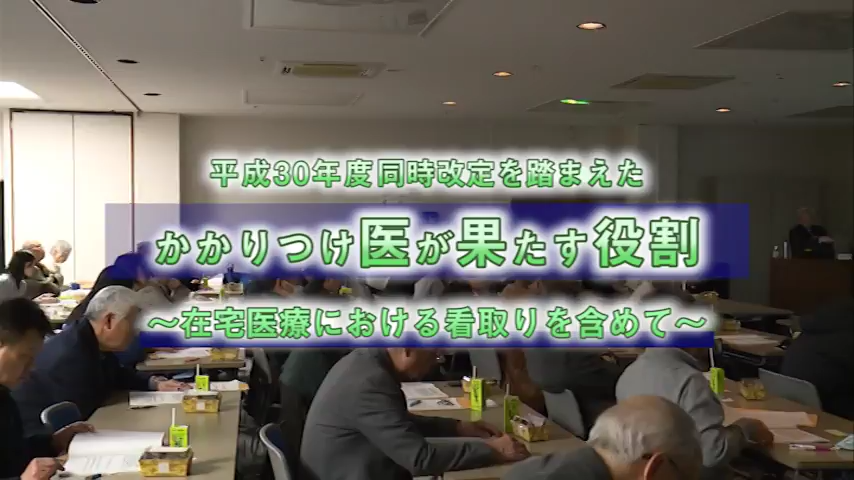 平成30年度同時改定を踏まえた
かかりつけ医が果たす役割
～在宅医療における看取りを含めて～